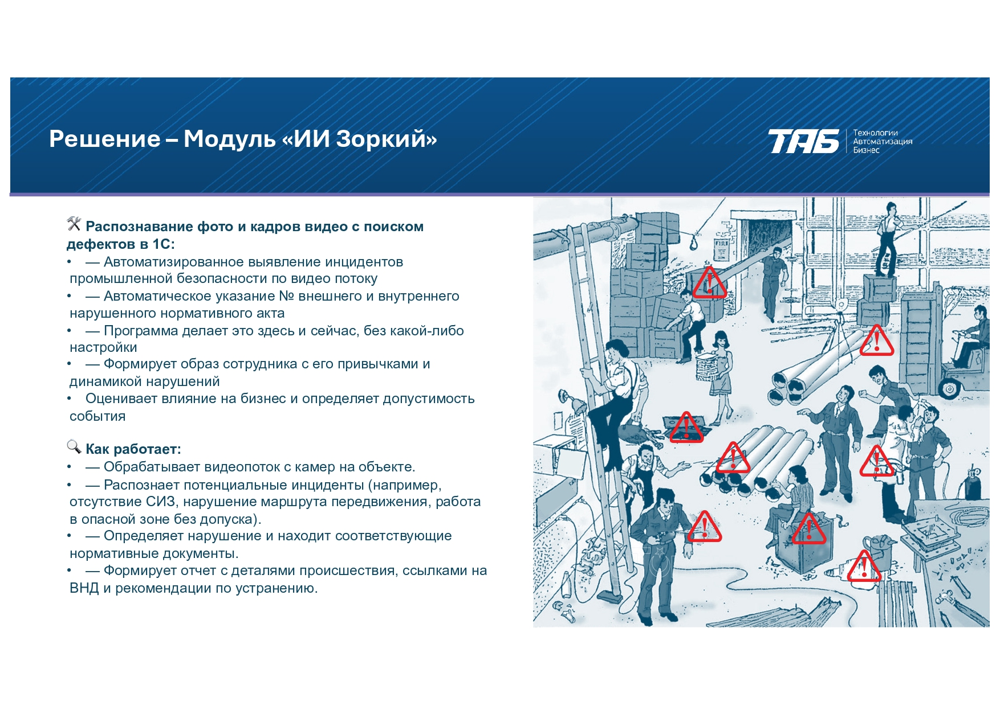 Решение – Модуль «ИИ Зоркий»
ТАБ
Технологии
Автоматизация
Бизнес
Распознавание фото и кадров видео с поиском
дефектов в 1С:
• — Автоматизированное выявление инцидентов
промышленной безопасности по видео потоку
• — Автоматическое указание № внешнего и внутреннего
нарушенного нормативного акта
• — Программа делает это здесь и сейчас, без какой-либо
настройки
• — Формирует образ сотрудника с его привычками и
динамикой нарушений
• Оценивает влияние на бизнес и определяет допустимость
события
Как работает:
• — Обрабатывает видеопоток с камер на объекте.
• — Распознает потенциальные инциденты (например,
отсутствие СИЗ, нарушение маршрута передвижения, работа
в опасной зоне без допуска).
• — Определяет нарушение и находит соответствующие
нормативные документы.
• — Формирует отчет с деталями происшествия, ссылками на
ВНД и рекомендации по устранению.
FIRE